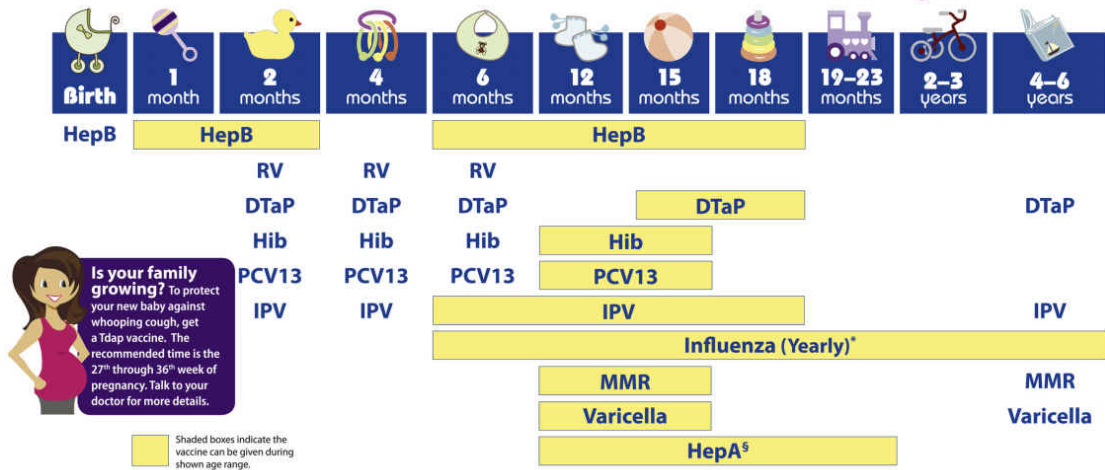 Birth
1
month
2
months
4
months
6
months
12
months
15
months
18
months
19–23
months
2–3
years
4–6
years
HepB HepB HepB
RV RV RV
DTaP DTaP DTaP DTaP DTaP
Hib Hib Hib Hib
PCV13 PCV13 PCV13 PCV13
IPV IPV IPV IPV
Influenza (Yearly)*
MMR MMR
Varicella Varicella
HepA§
Is your family
growing? To protect
your new baby against
whooping cough, get
a Tdap vaccine. The
recommended time is the
27th through 36th week of
pregnancy. Talk to your
doctor for more details.
Shaded boxes indicate the
vaccine can be given during
shown age range.